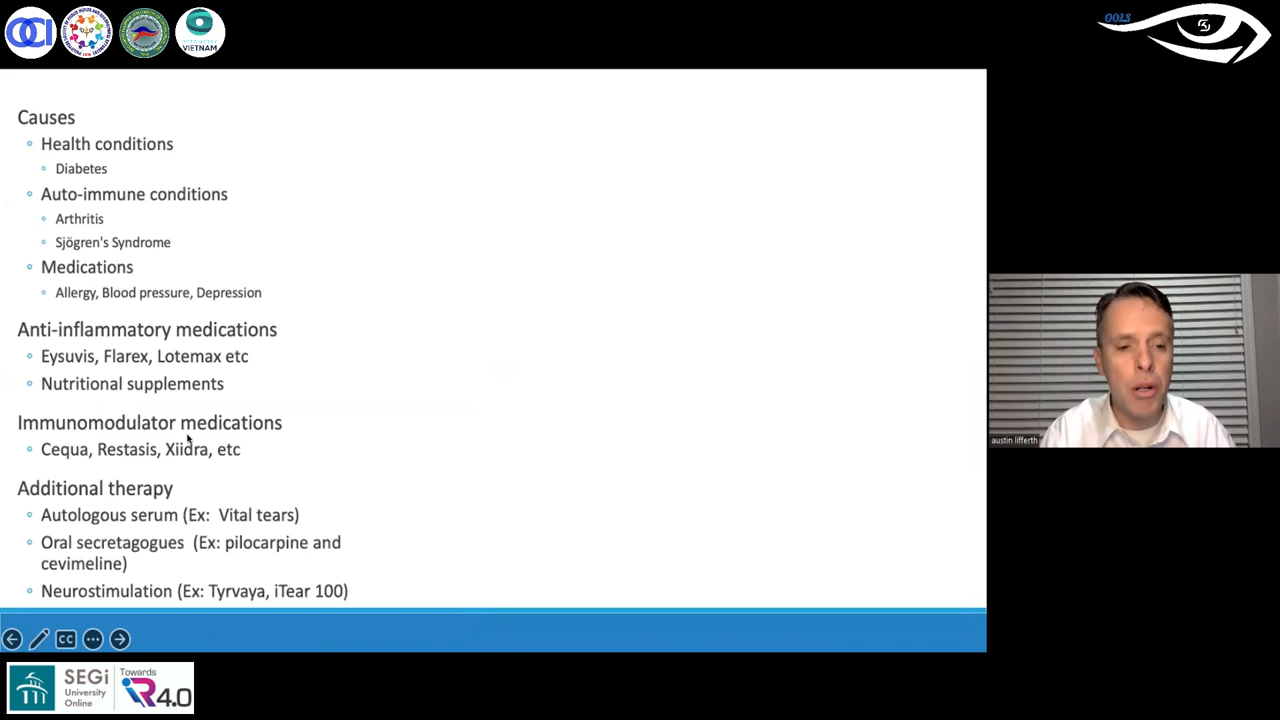 OCI
VIETNAM
OOLS
Causes
Health conditions
Diabetes
Auto-immune conditions
Arthritis
Sjögren's Syndrome
Medications
Allergy, Blood pressure, Depression
Anti-inflammatory medications
Eysuvis, Flarex, Lotemax etc
Nutritional supplements
Immunomodulator medications
Cequa, Restasis, Xiidra, etc
Additional therapy
Autologous serum (Ex: Vital tears)
Oral secretagogues (Ex: pilocarpine and
cevimeline)
Neurostimulation (Ex: Tyrvaya, iTear 100)
austin lifferth
CC
SEGi
University
Online
Towards
iR4.0